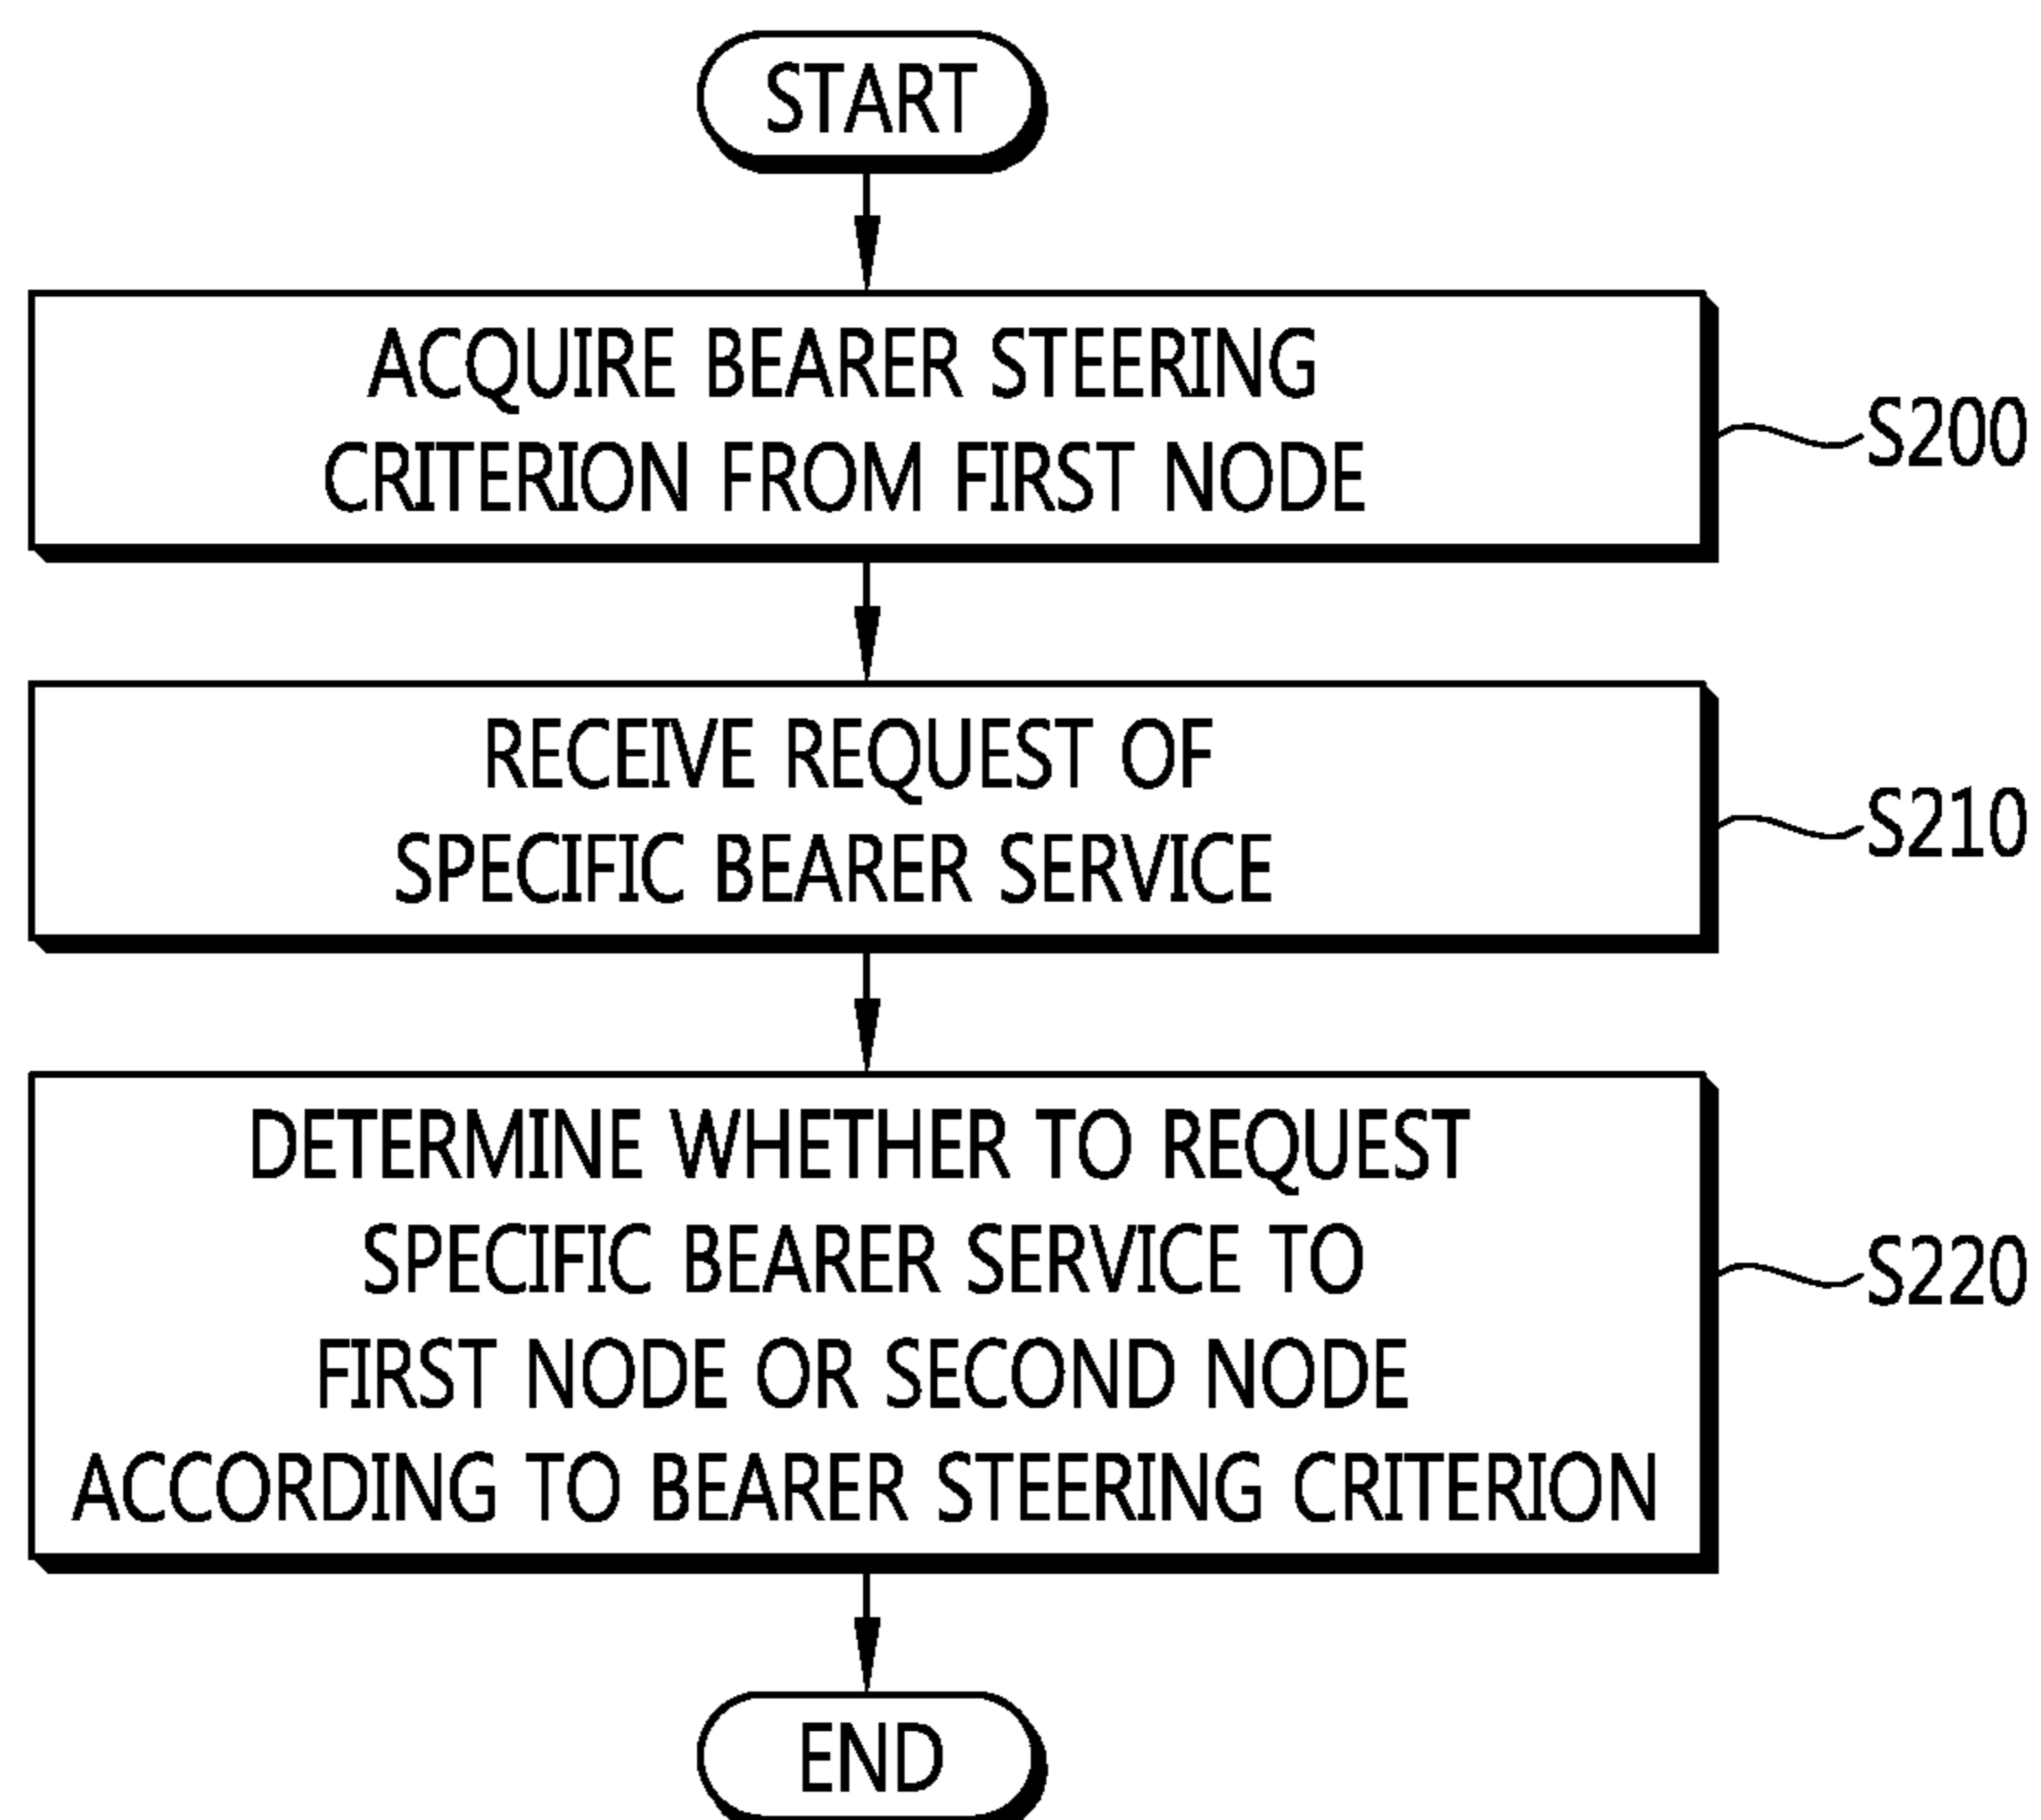 START
ACQUIRE BEARER STEERING
CRITERION FROM FIRST NODE
S200
RECEIVE REQUEST OF
SPECIFIC BEARER SERVICE
S210
DETERMINE WHETHER TO REQUEST
SPECIFIC BEARER SERVICE TO
FIRST NODE OR SECOND NODE
ACCORDING TO BEARER STEERING CRITERION
S220
END